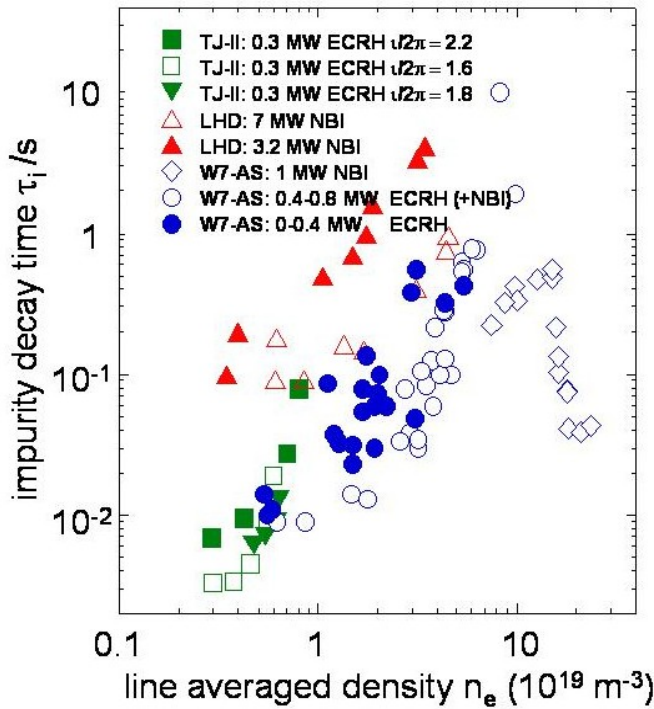 TJ-II: 0.3 MW ECRH ι/2π = 2.2
TJ-II: 0.3 MW ECRH ι/2π = 1.6
TJ-II: 0.3 MW ECRH ι/2π = 1.8
LHD: 7 MW NBI
LHD: 3.2 MW NBI
W7-AS: 1 MW NBI
W7-AS: 0.4-0.8 MW ECRH (+NBI)
W7-AS: 0-0.4 MW ECRH
impurity decay time τi /s
10
1
10⁻¹
10⁻²
0.1 1 10
line averaged density ne (10¹⁹ m⁻³)